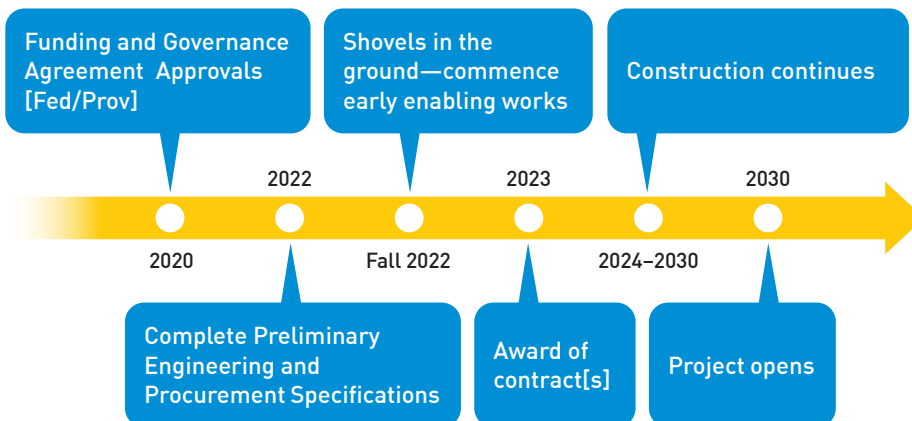 Funding and Governance
Agreement Approvals
[Fed/Prov]
Shovels in the
ground—commence
early enabling works
Construction continues
2022
2023
2030
2020
Fall 2022
2024–2030
Complete Preliminary
Engineering and
Procurement Specifications
Award of
contract[s]
Project opens